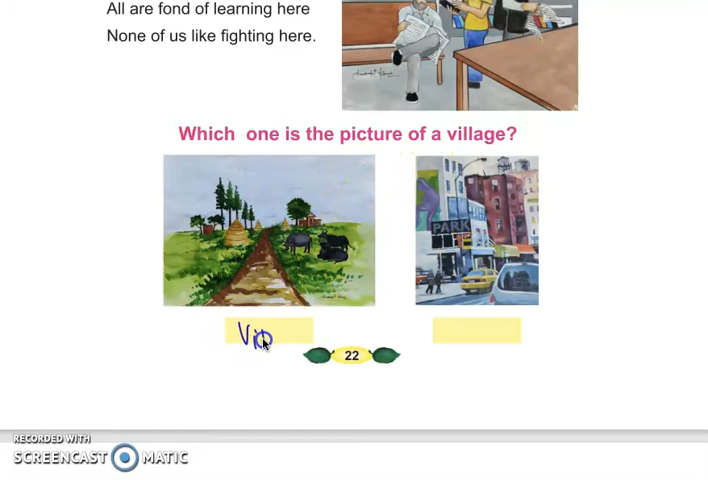 All are fond of learning here
None of us like fighting here.
Which one is the picture of a village?
PARK
22
RECORDED WITH
SCREENCAST MATIC